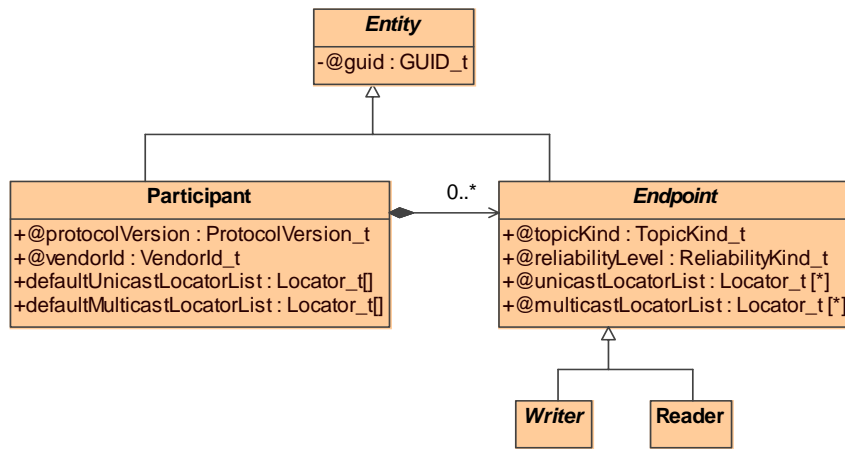 Entity
-@guid : GUID_t
Participant
+@protocolVersion : ProtocolVersion_t
+@vendorId : VendorId_t
+defaultUnicastLocatorList : Locator_t[]
+defaultMulticastLocatorList : Locator_t[]
0..*
Endpoint
+@topicKind : TopicKind_t
+@reliabilityLevel : ReliabilityKind_t
+@unicastLocatorList : Locator_t [*]
+@multicastLocatorList : Locator_t [*]
Writer
Reader